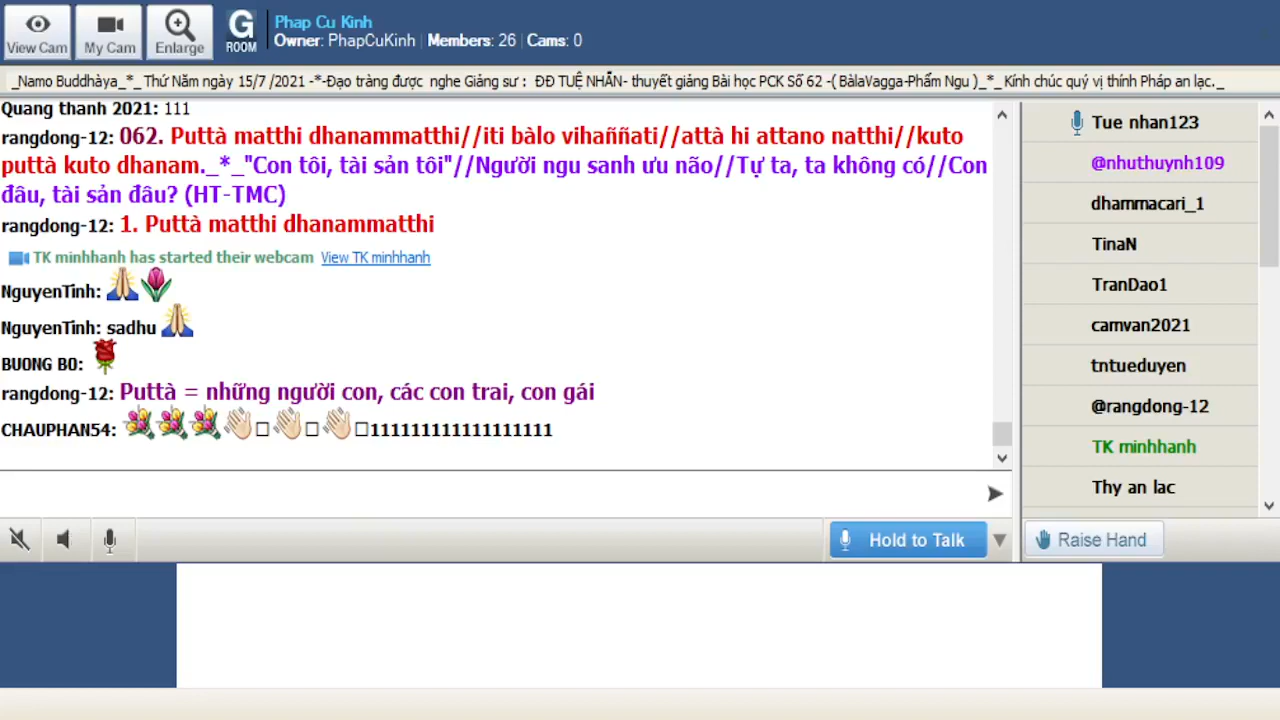 View Cam
My Cam
Enlarge
G
ROOM
Phap Cu Kinh
Owner: PhapCuKinh | Members: 26 | Cams: 0
_Namo Buddhàya_*_ Thứ Năm ngày 15/7 /2021 -*-Đạo tràng được nghe Giảng sư : ĐĐ TUỆ NHẪN- thuyết giảng Bài học PCK Số 62 -( BàlaVagga-Phẩm Ngu )_*_ Kính chúc quý vị thính Pháp an lạc._
Quang thanh 2021: 111
rangdong-12: 062. Puttà matthi dhanammatthi//iti bàlo vihaññati//attà hi attano natthi//kuto
puttà kuto dhanam._*_"Con tôi, tài sản tôi"//Người ngu sanh ưu não//Tự ta, ta không có//Con
đâu, tài sản đâu? (HT-TMC)
rangdong-12: 1. Puttà matthi dhanammatthi
TK minhhanh has started their webcam View TK minhhanh
NguyenTinh: 🙏🌷
NguyenTinh: sadhu 🙏
BUONG BO: 🌹
rangdong-12: Puttà = những người con, các con trai, con gái
CHAUPHAN54: 💐💐💐👋□👋□👋□11111111111111111
Hold to Talk
Tue nhan123
@nhuthuynh109
dhammacari_1
TinaN
TranDao1
camvan2021
tntueduyen
@rangdong-12
TK minhhanh
Thy an lac
Raise Hand